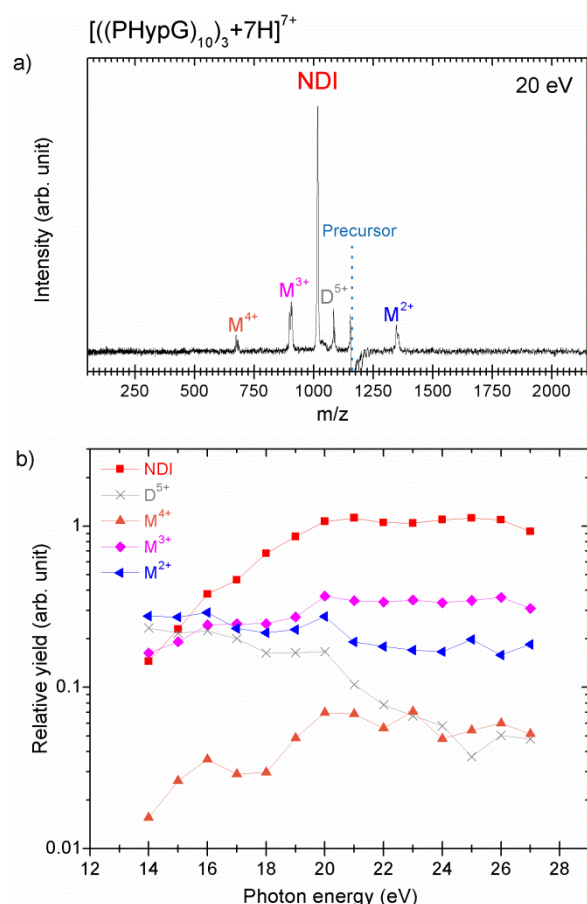 [((PHypG)₁₀)₃+7H]⁷⁺
a)
NDI
20 eV
Precursor
M⁴⁺
M³⁺
D⁵⁺
M²⁺
Intensity (arb. unit)
250 500 750 1000 1250 1500 1750 2000
m/z
b)
NDI
D⁵⁺
M⁴⁺
M³⁺
M²⁺
Relative yield (arb. unit)
1
0.1
0.01
12 14 16 18 20 22 24 26 28
Photon energy (eV)